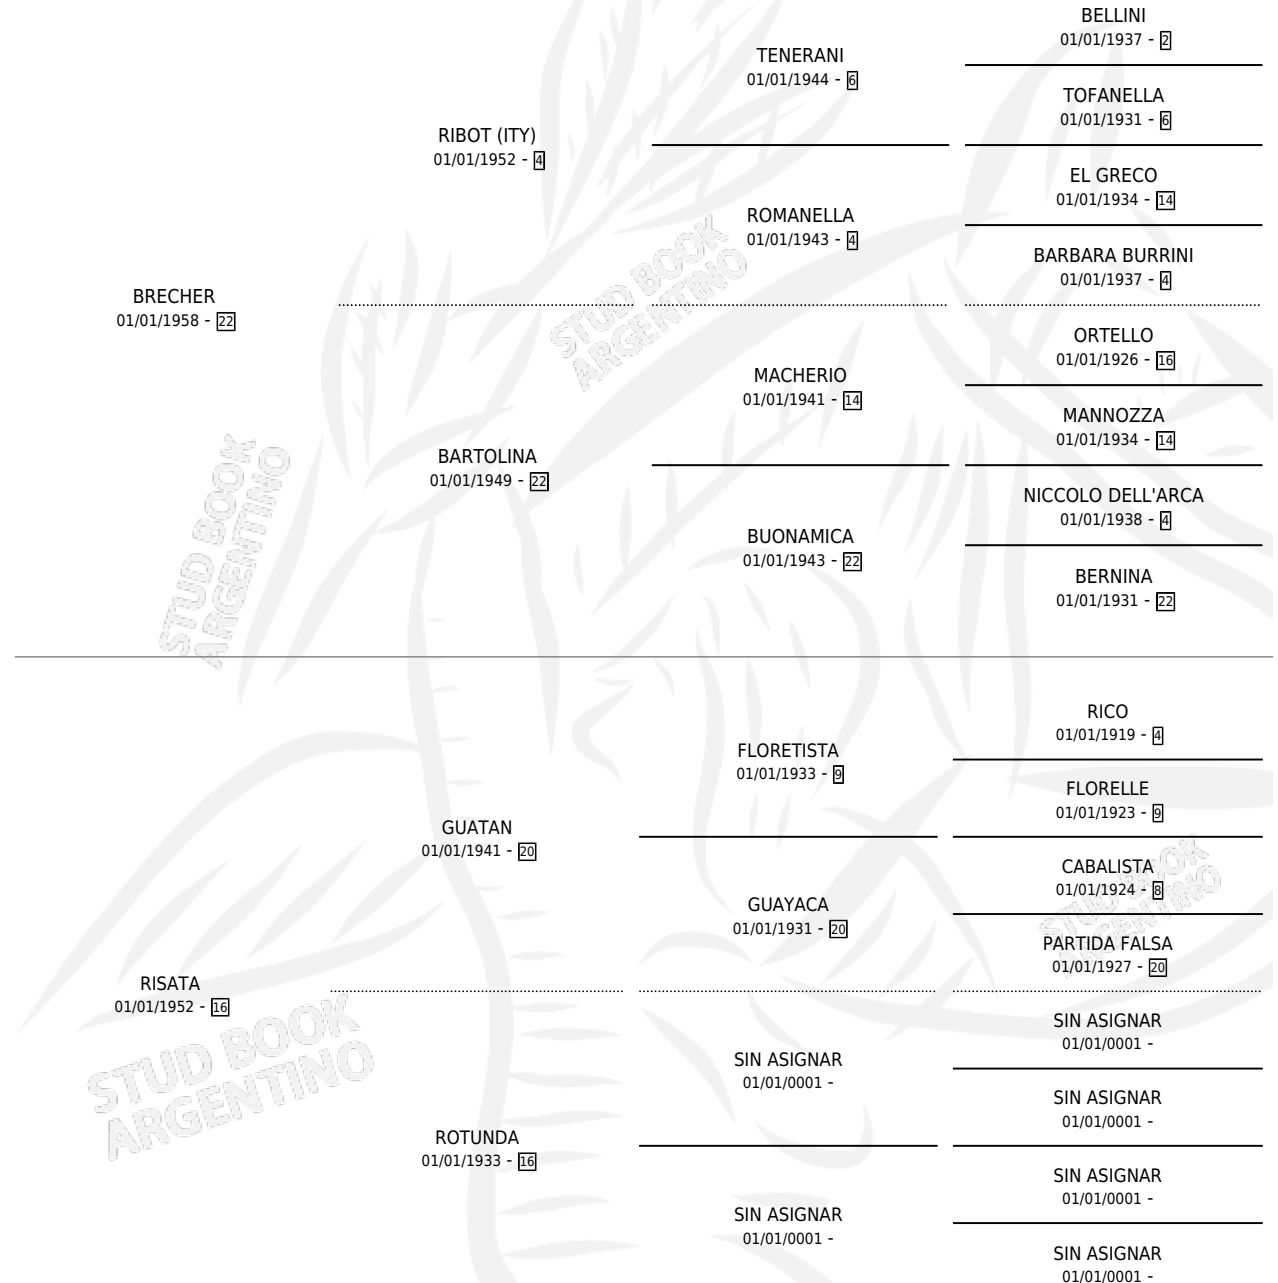 BELLINI
01/01/1937 - 2
TENERANI
01/01/1944 - 6
TOFANELLA
01/01/1931 - 6
RIBOT (ITY)
01/01/1952 - 4
EL GRECO
01/01/1934 - 14
ROMANELLA
01/01/1943 - 4
BARBARA BURRINI
01/01/1937 - 4
BRECHER
01/01/1958 - 22
ORTELLO
01/01/1926 - 16
MACHERIO
01/01/1941 - 14
MANNOZZA
01/01/1934 - 14
BARTOLINA
01/01/1949 - 22
NICCOLO DELL'ARCA
01/01/1938 - 4
BUONAMICA
01/01/1943 - 22
BERNINA
01/01/1931 - 22
RICO
01/01/1919 - 4
FLORETISTA
01/01/1933 - 9
FLORELLE
01/01/1923 - 9
GUATAN
01/01/1941 - 20
CABALISTA
01/01/1924 - 8
GUAYACA
01/01/1931 - 20
PARTIDA FALSA
01/01/1927 - 20
RISATA
01/01/1952 - 16
SIN ASIGNAR
01/01/0001 -
SIN ASIGNAR
01/01/0001 -
SIN ASIGNAR
01/01/0001 -
ROTUNDA
01/01/1933 - 16
SIN ASIGNAR
01/01/0001 -
SIN ASIGNAR
01/01/0001 -
SIN ASIGNAR
01/01/0001 -
STUD BOOK
ARGENTINO
STUD BOOK
ARGENTINO
STUD BOOK
ARGENTINO
STUD BOOK
ARGENTINO